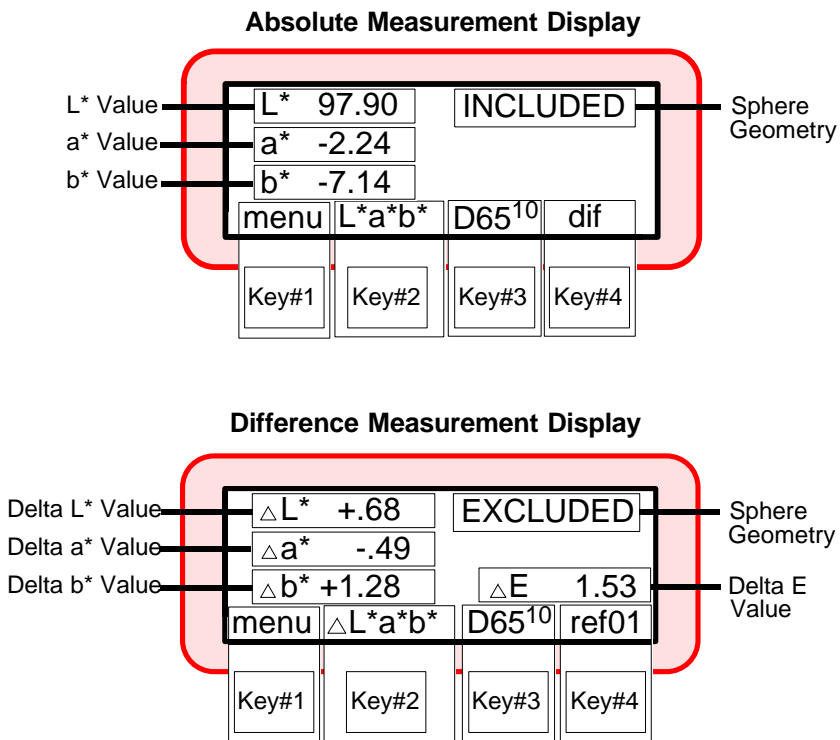 Absolute Measurement Display
L* Value
L* 97.90
INCLUDED
Sphere
Geometry
a* Value
a* -2.24
b* Value
b* -7.14
menu L*a*b* D65¹⁰ dif
Key#1 Key#2 Key#3 Key#4
Difference Measurement Display
Delta L* Value
△L* +.68
EXCLUDED
Sphere
Geometry
Delta a* Value
△a* -.49
Delta b* Value
△b* +1.28
△E 1.53
Delta E
Value
menu △L*a*b* D65¹⁰ ref01
Key#1 Key#2 Key#3 Key#4